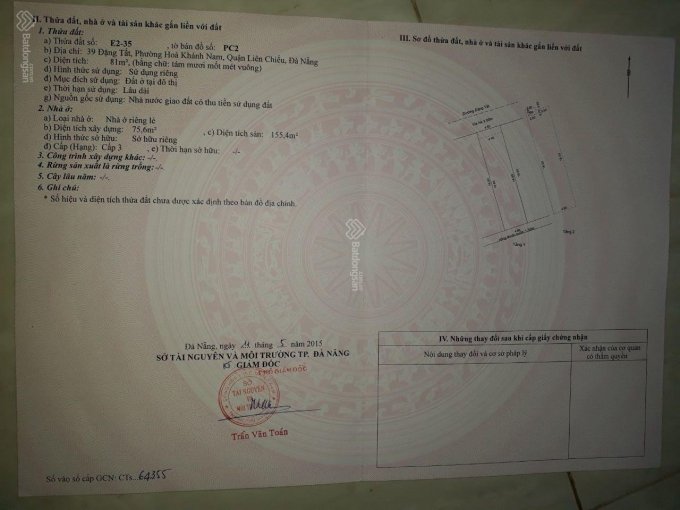 II. Thửa đất, nhà ở và tài sản khác gắn liền với đất
1. Thửa đất:
a) Thửa đất số: E2-35 , tờ bản đồ số: PC2
b) Địa chỉ: 39 Đặng Tất, Phường Hoà Khánh Nam, Quận Liên Chiểu, Đà Nẵng
c) Diện tích: 81m², (bằng chữ: tám mươi mốt mét vuông)
d) Hình thức sử dụng: Sử dụng riêng
đ) Mục đích sử dụng: Đất ở tại đô thị
e) Thời hạn sử dụng: Lâu dài
g) Nguồn gốc sử dụng: Nhà nước giao đất có thu tiền sử dụng đất
2. Nhà ở:
a) Loại nhà ở: Nhà ở riêng lẻ
b) Diện tích xây dựng: 75,6m² , c) Diện tích sàn: 155,4m²
d) Hình thức sở hữu: Sở hữu riêng
đ) Cấp (Hạng): Cấp 3 , e) Thời hạn sở hữu: -/-
3. Công trình xây dựng khác: -/-
4. Rừng sản xuất là rừng trồng: -/-
5. Cây lâu năm: -/-
6. Ghi chú:
* Số hiệu và diện tích thửa đất chưa được xác định theo bản đồ địa chính.
Đà Nẵng, ngày tháng 5 năm 2015
SỞ TÀI NGUYÊN VÀ MÔI TRƯỜNG TP. ĐÀ NẴNG
GIÁM ĐỐC
PHÓ GIÁM ĐỐC
SỞ
TÀI NGUYÊN
VÀ
MÔI TRƯỜNG
Trần Văn Toán
Số vào sổ cấp GCN: CTs...64355
III. Sơ đồ thửa đất, nhà ở và tài sản khác gắn liền với đất
Đường Đặng Tất
Tầng 1
Tầng 2
IV. Những thay đổi sau khi cấp giấy chứng nhận
Nội dung thay đổi và cơ sở pháp lý
Xác nhận của cơ quan
có thẩm quyền
Batdongsan
Batdongsan
Batdongsan